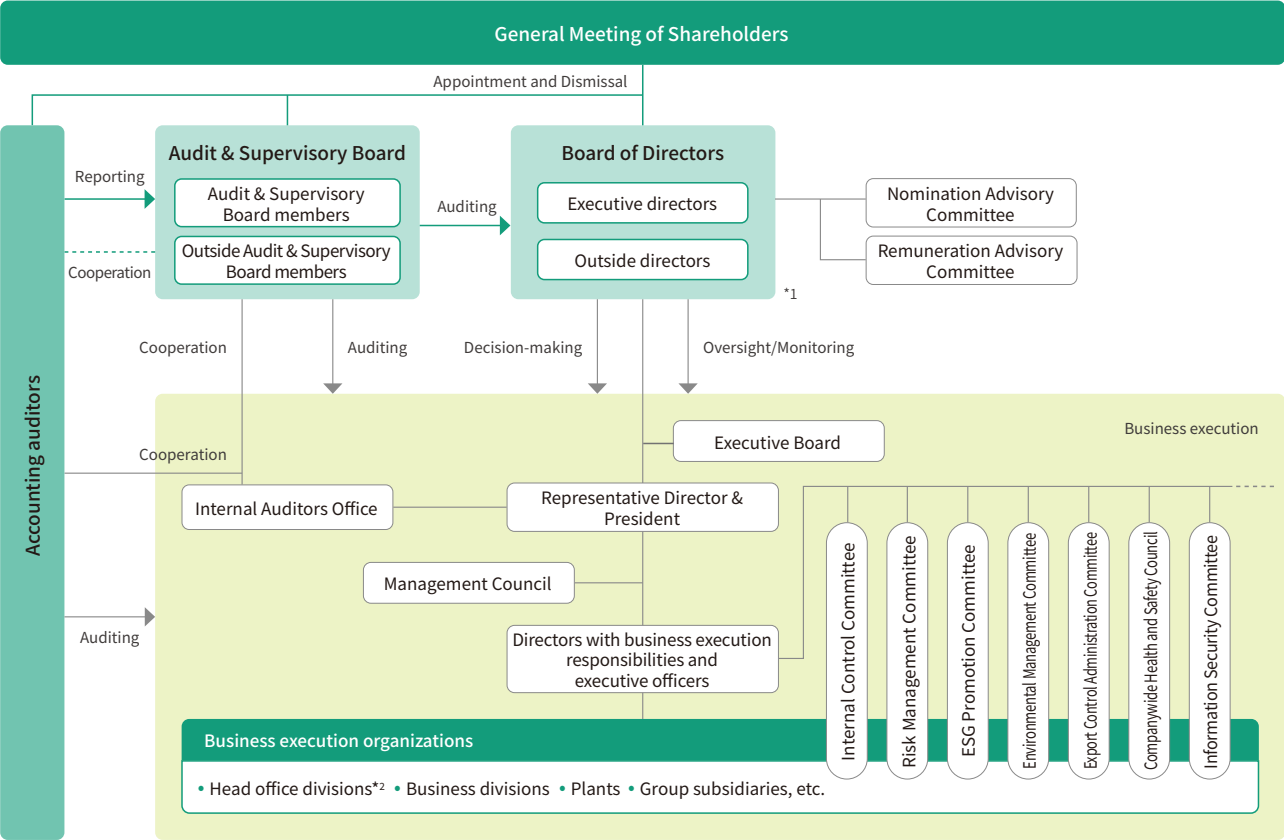 General Meeting of Shareholders
Appointment and Dismissal
Accounting auditors
Reporting
Cooperation
Audit & Supervisory Board
Audit & Supervisory
Board members
Outside Audit & Supervisory
Board members
Auditing
Board of Directors
Executive directors
Outside directors
*1
Nomination Advisory
Committee
Remuneration Advisory
Committee
Cooperation
Auditing
Decision-making
Oversight/Monitoring
Business execution
Executive Board
Cooperation
Internal Auditors Office
Representative Director &
President
Management Council
Auditing
Directors with business execution
responsibilities and
executive officers
Internal Control Committee
Risk Management Committee
ESG Promotion Committee
Environmental Management Committee
Export Control Administration Committee
Companywide Health and Safety Council
Information Security Committee
Business execution organizations
• Head office divisions*2 • Business divisions • Plants • Group subsidiaries, etc.